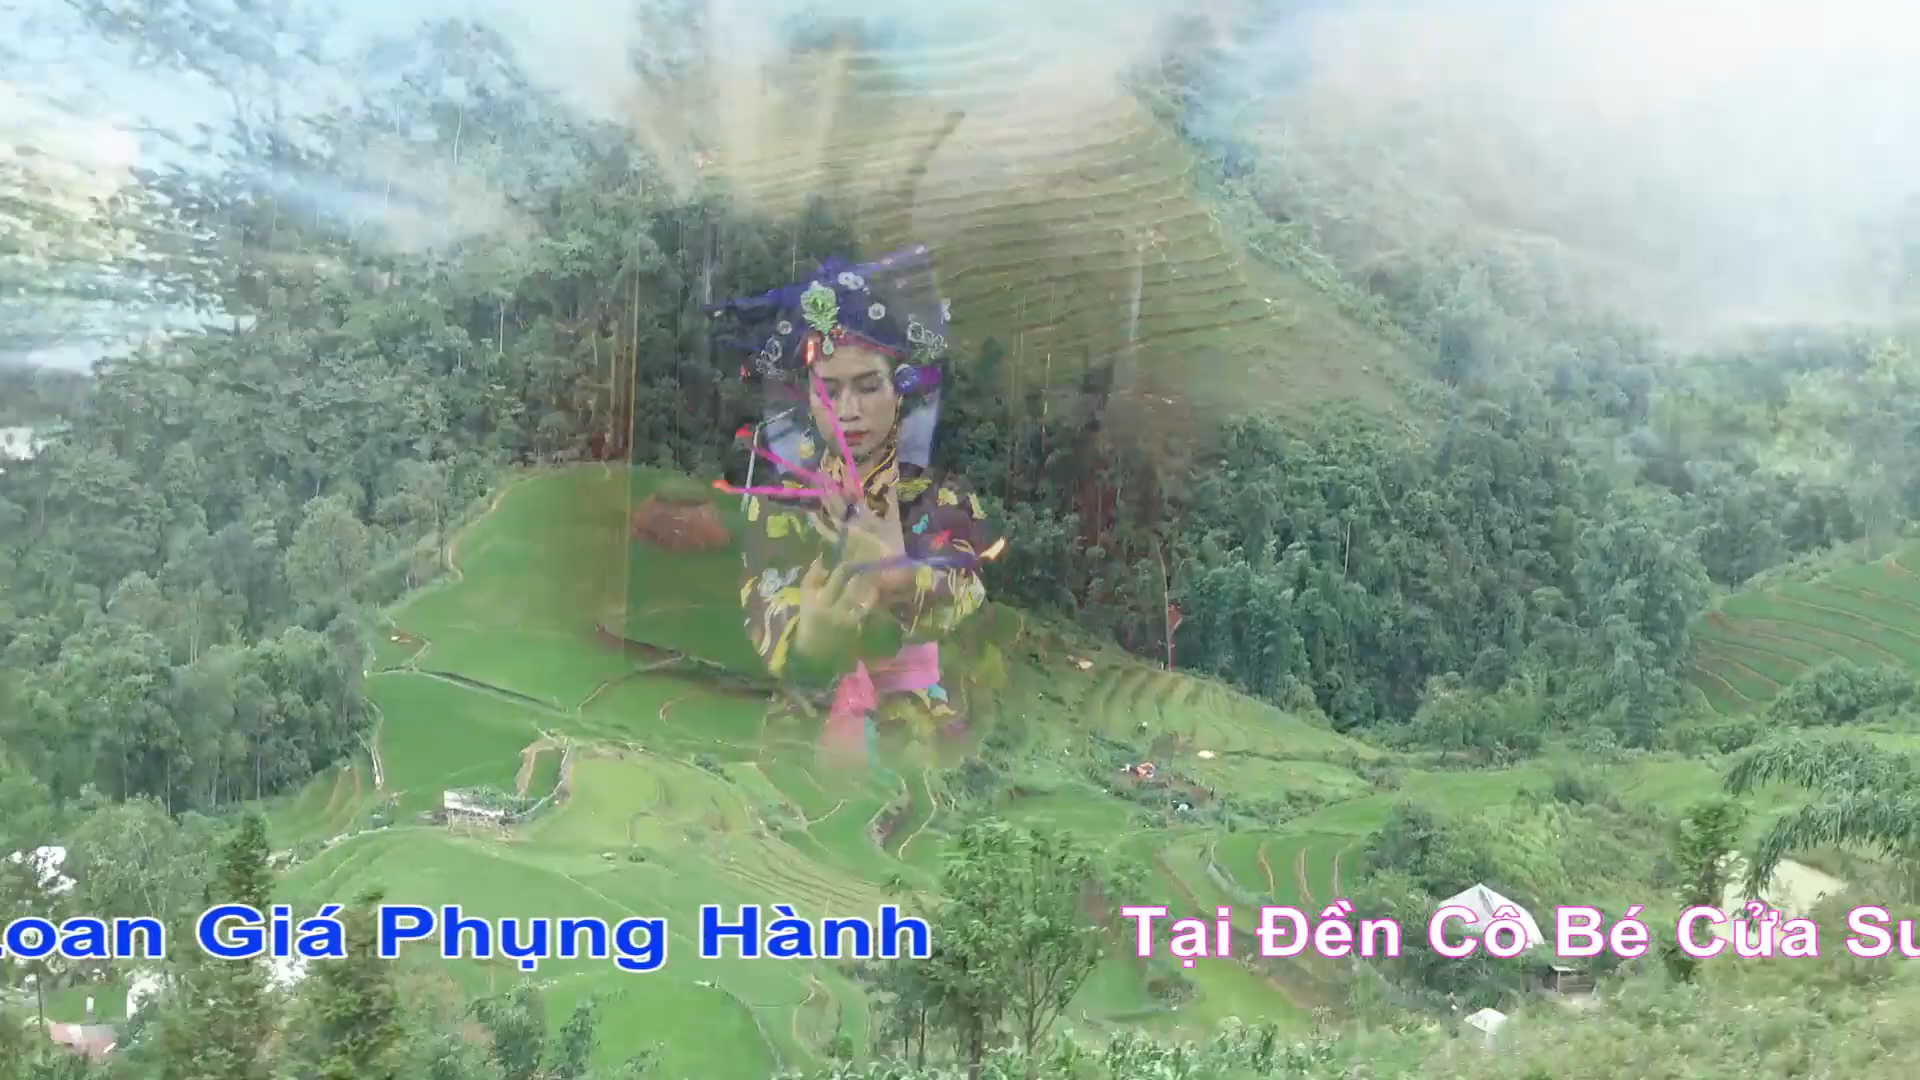 oan Giá Phụng Hành Tại Đền Cô Bé Cửa Su